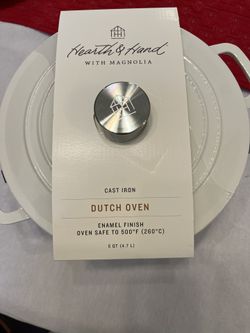 Hearth & Hand
WITH MAGNOLIA
CAST IRON
DUTCH OVEN
ENAMEL FINISH
OVEN SAFE TO 500°F (260°C)
5 QT (4.7 L)